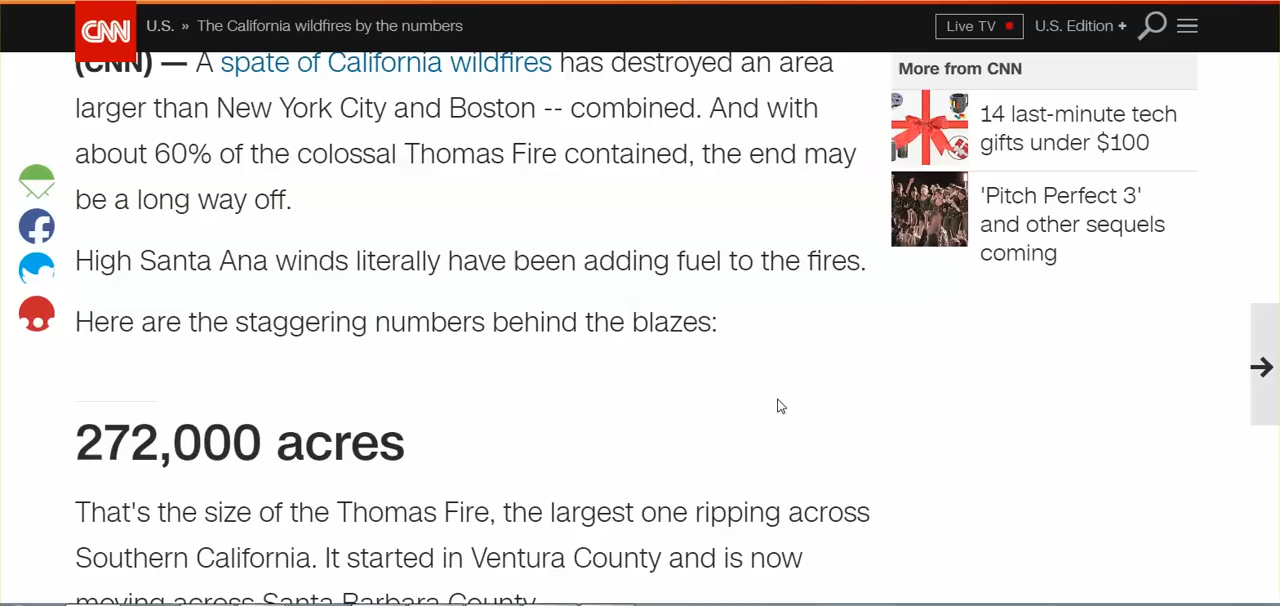 CNN
U.S. » The California wildfires by the numbers
Live TV
U.S. Edition +
(CNN) — A spate of California wildfires has destroyed an area
larger than New York City and Boston -- combined. And with
about 60% of the colossal Thomas Fire contained, the end may
be a long way off.
High Santa Ana winds literally have been adding fuel to the fires.
Here are the staggering numbers behind the blazes:
272,000 acres
That's the size of the Thomas Fire, the largest one ripping across
Southern California. It started in Ventura County and is now
moving across Santa Barbara County.
More from CNN
14 last-minute tech
gifts under $100
'Pitch Perfect 3'
and other sequels
coming